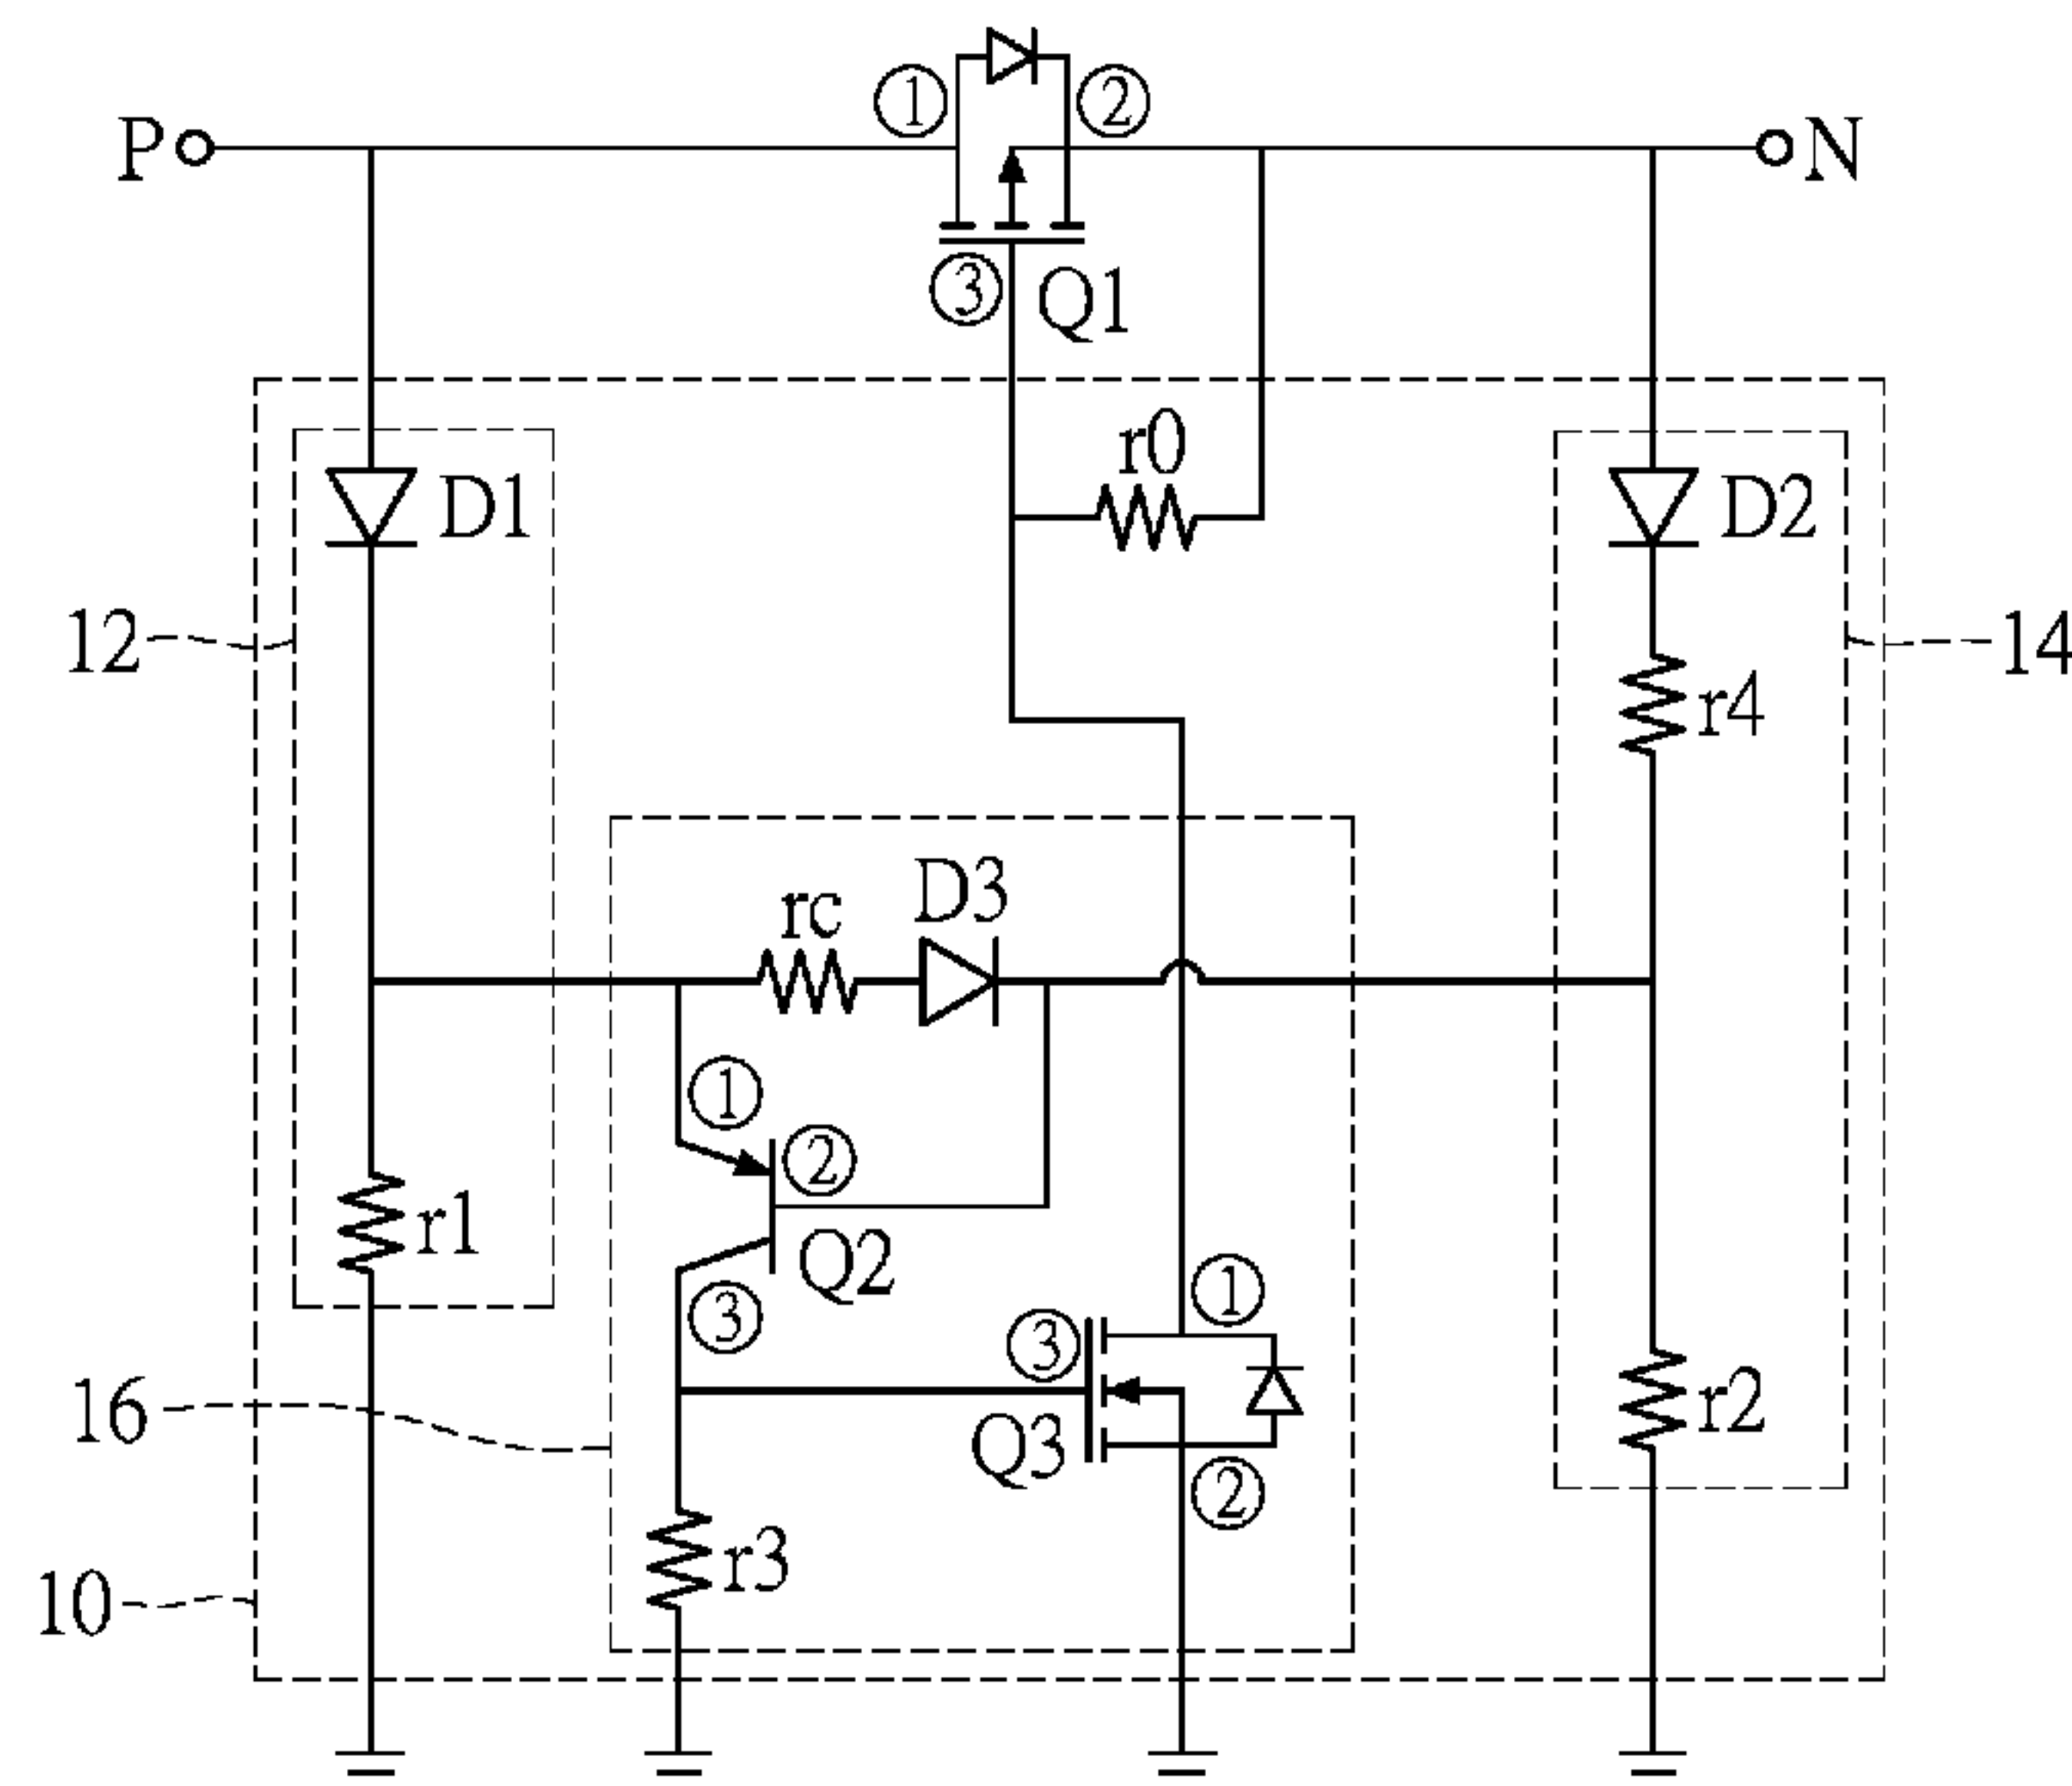 ① ②
P N
③ Q1
r0
D1 D2
12 14
r4
rc D3
①
②
r1 Q2
③ ①
③
16 Q3 r2
②
r3
10